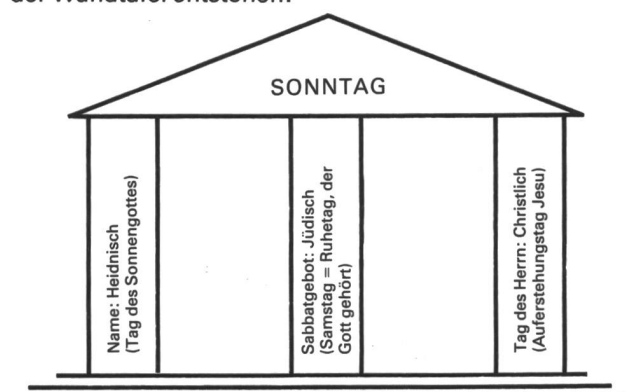 der Wandtafel entstehen:
SONNTAG
Name: Heidnisch
(Tag des Sonnengottes)
Sabbatgebot: Jüdisch
(Samstag = Ruhetag, der
Gott gehört)
Tag des Herrn: Christlich
(Auferstehungstag Jesu)